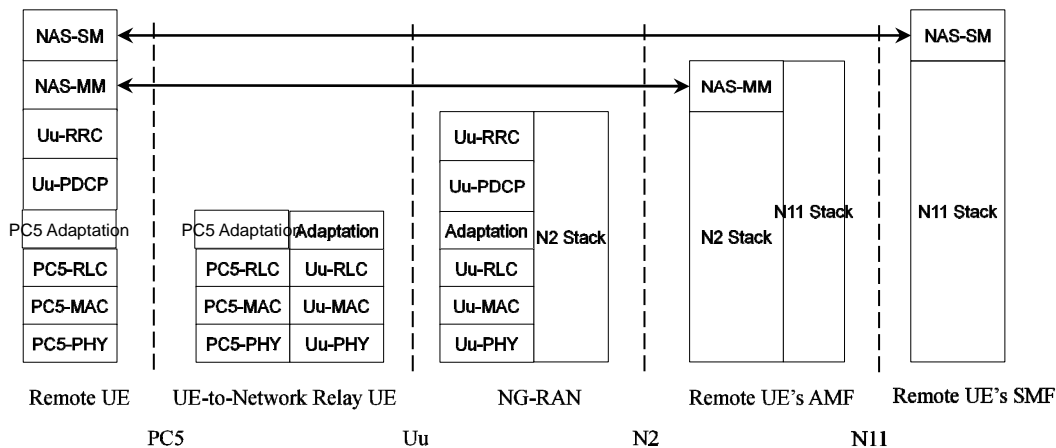 NAS-SM
NAS-SM
NAS-MM
NAS-MM
Uu-RRC
Uu-RRC
Uu-PDCP
Uu-PDCP
PC5 Adaptation
PC5 Adaptation
Adaptation
Adaptation
N2 Stack
N2 Stack
N11 Stack
N11 Stack
PC5-RLC
PC5-RLC
Uu-RLC
Uu-RLC
PC5-MAC
PC5-MAC
Uu-MAC
Uu-MAC
PC5-PHY
PC5-PHY
Uu-PHY
Uu-PHY
Remote UE
UE-to-Network Relay UE
NG-RAN
Remote UE's AMF
Remote UE's SMF
PC5
Uu
N2
N11